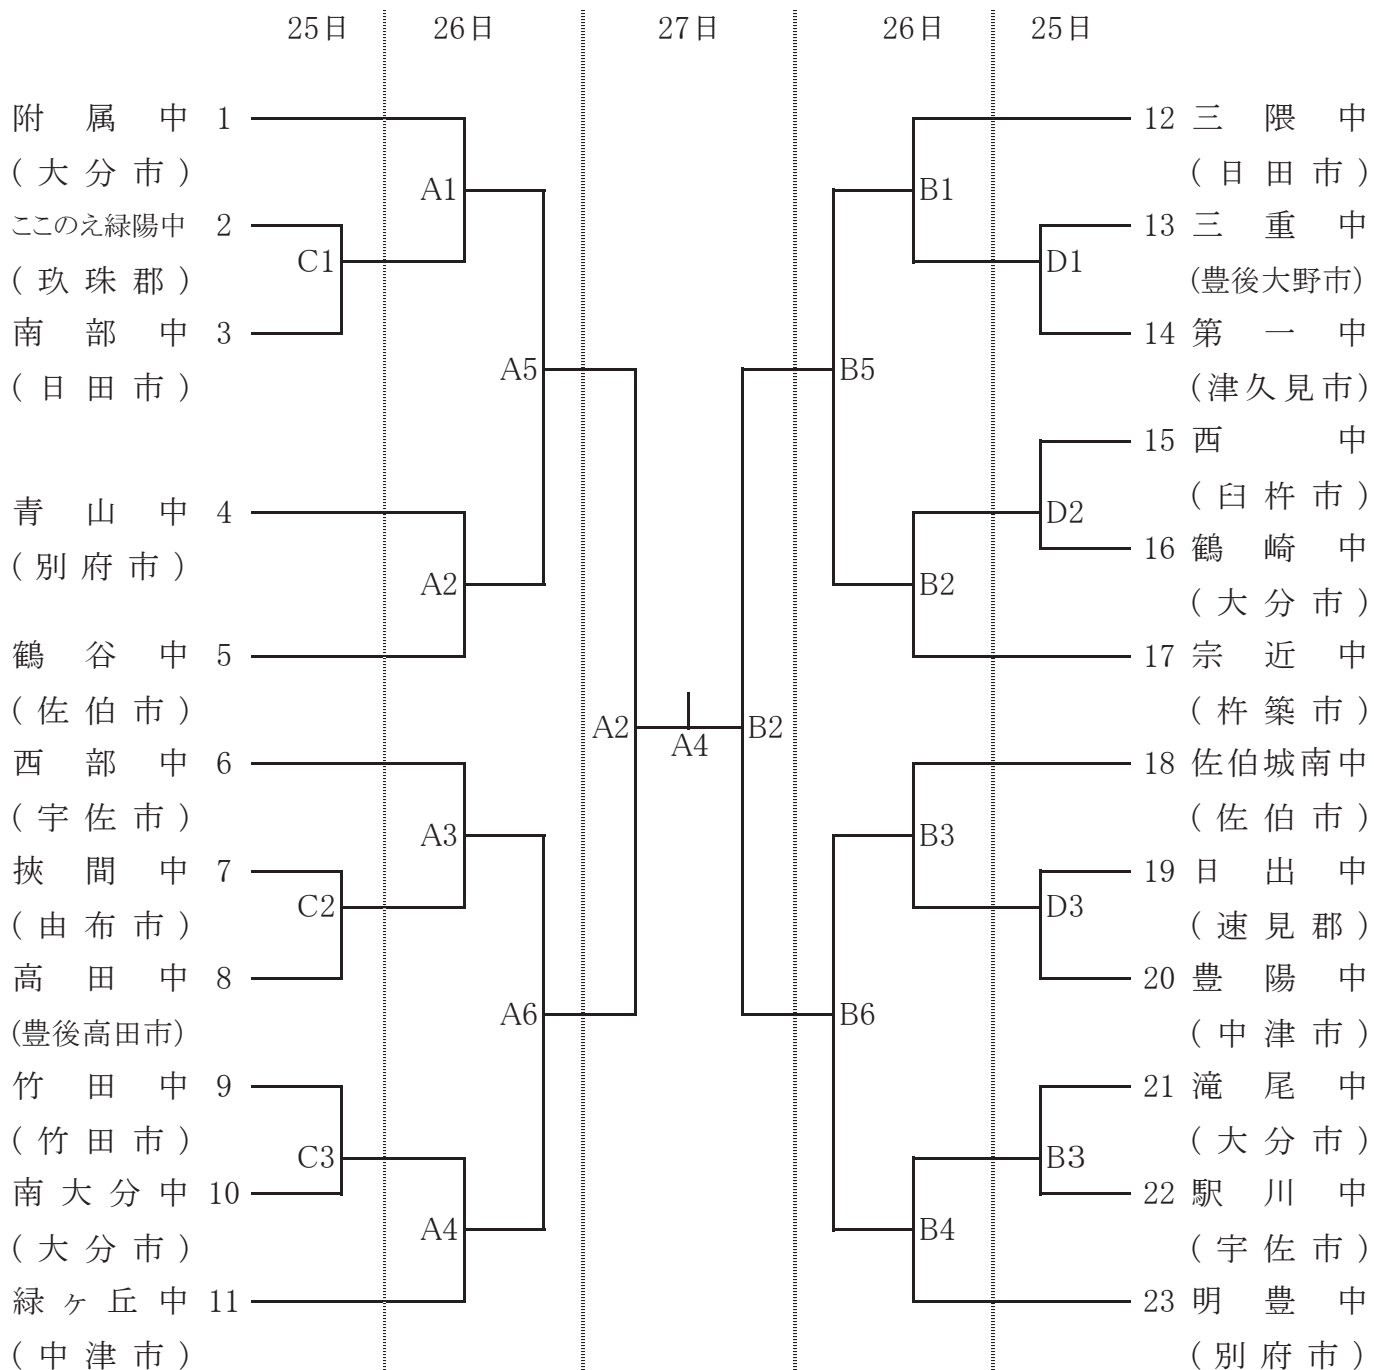 25日 26日 27日 26日 25日
附属中 1
(大分市)
ここのえ緑陽中 2
(玖珠郡)
南部中 3
(日田市)
青山中 4
(別府市)
鶴谷中 5
(佐伯市)
西部中 6
(宇佐市)
挾間中 7
(由布市)
高田中 8
(豊後高田市)
竹田中 9
(竹田市)
南大分中 10
(大分市)
緑ヶ丘中 11
(中津市)
C1
C2
C3
A1
A2
A3
A4
A5
A6
A2
A4
B2
B5
B6
B1
B2
B3
B4
D1
D2
D3
B3
12 三隈中
(日田市)
13 三重中
(豊後大野市)
14 第一中
(津久見市)
15 西中
(臼杵市)
16 鶴崎中
(大分市)
17 宗近中
(杵築市)
18 佐伯城南中
(佐伯市)
19 日出中
(速見郡)
20 豊陽中
(中津市)
21 滝尾中
(大分市)
22 駅川中
(宇佐市)
23 明豊中
(別府市)